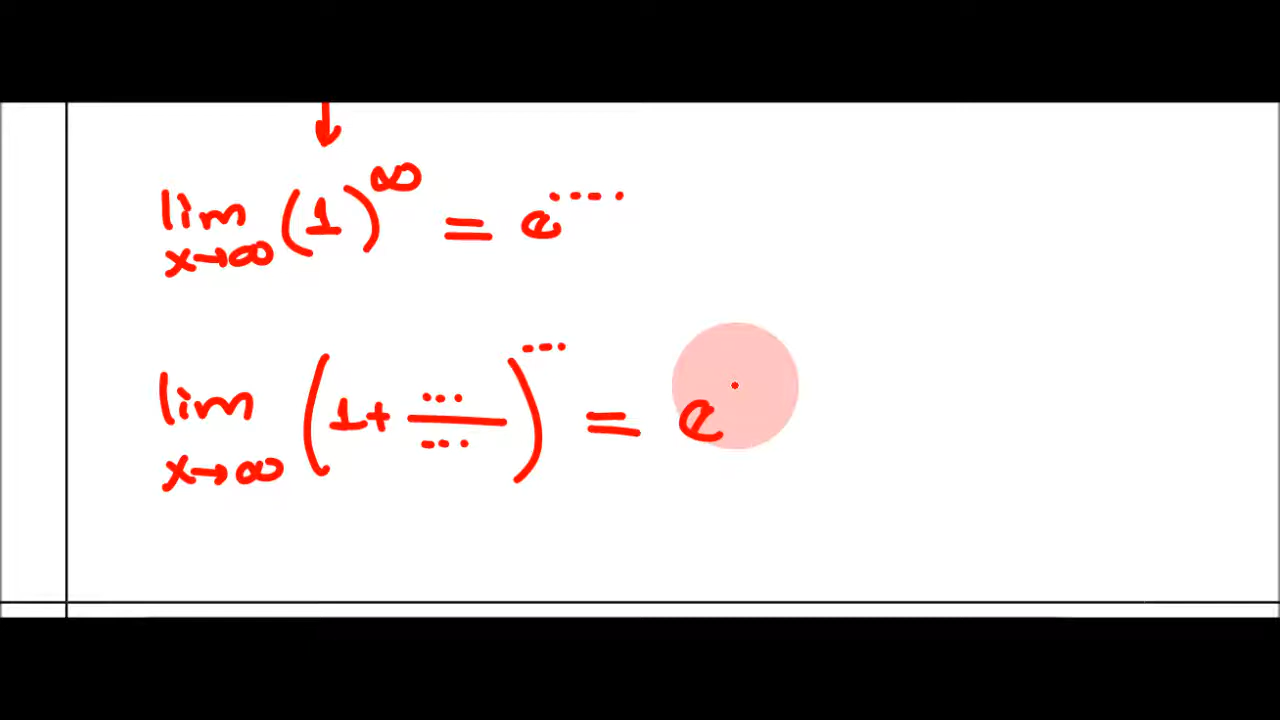 lim x→∞ (1)^∞ = e^....
lim x→∞ (1+ .../...)^... = e